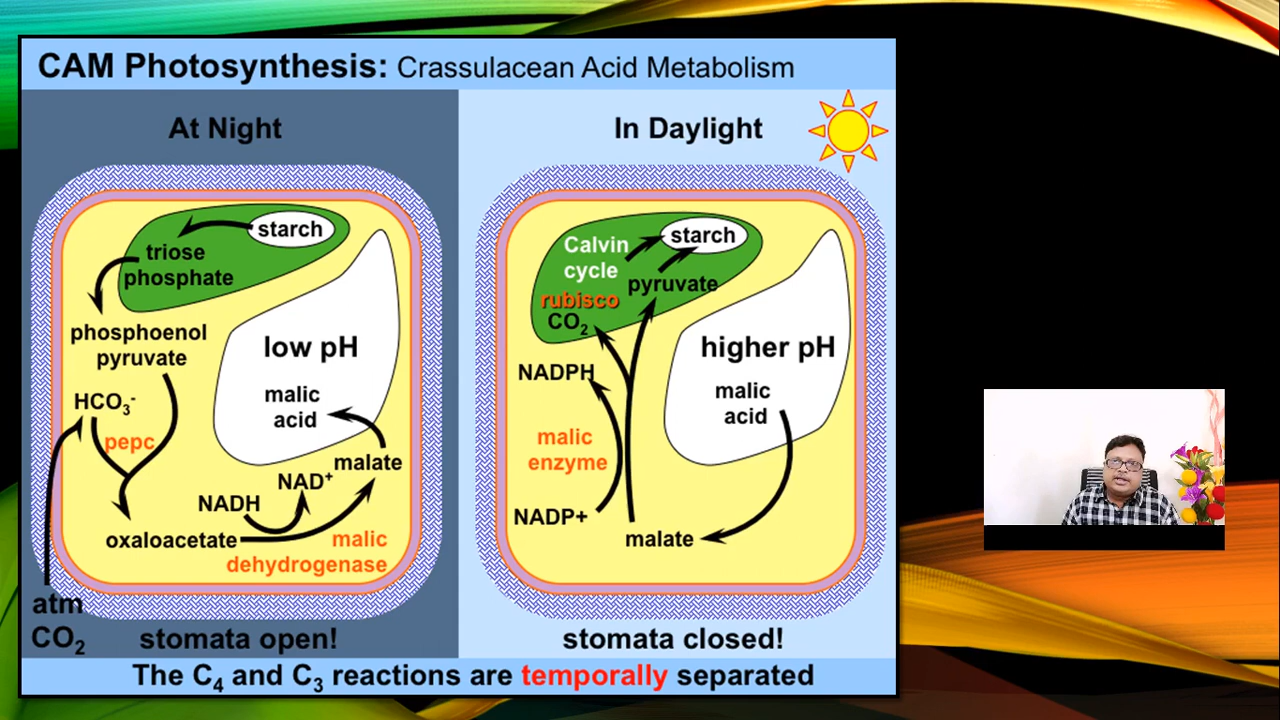 CAM Photosynthesis: Crassulacean Acid Metabolism
At Night
starch
triose
phosphate
phosphoenol
pyruvate
HCO3-
pepc
low pH
malic
acid
malate
NAD+
NADH
oxaloacetate
malic
dehydrogenase
atm
CO2
stomata open!
In Daylight
Calvin
cycle
starch
pyruvate
rubisco
CO2
NADPH
higher pH
malic
acid
malic
enzyme
NADP+
malate
stomata closed!
The C4 and C3 reactions are temporally separated